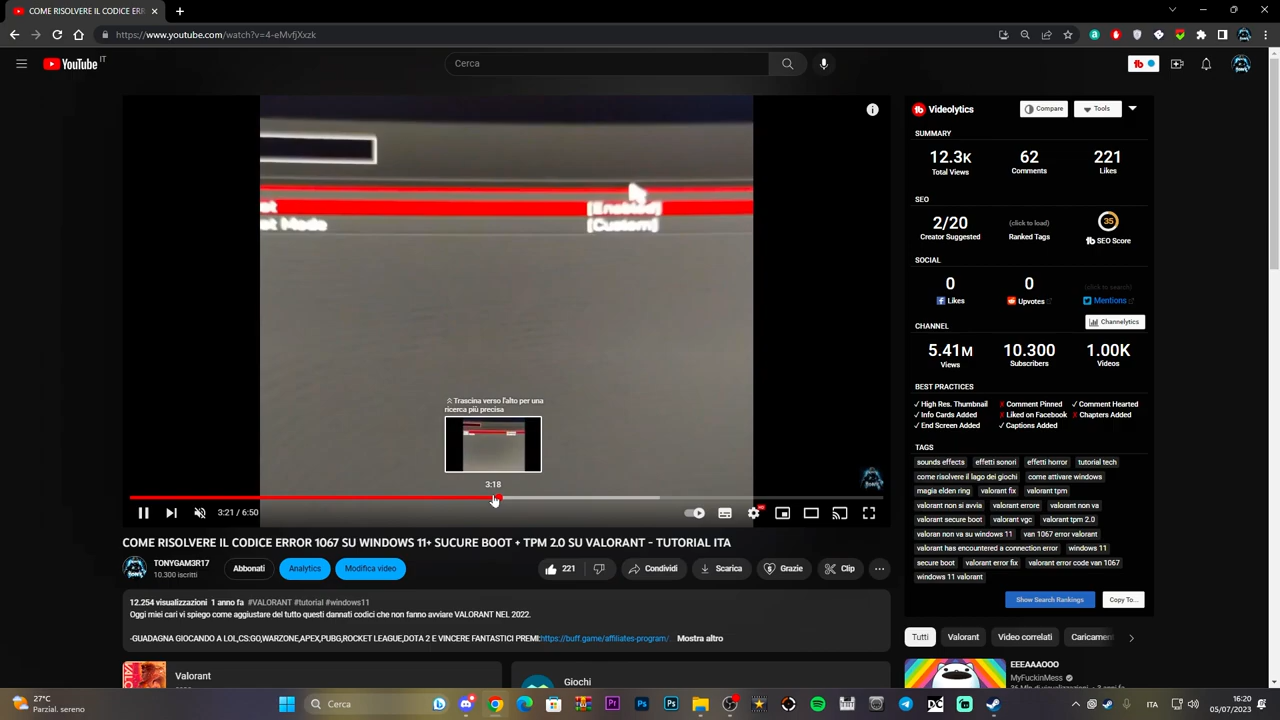 COME RISOLVERE IL CODICE ERR
https://www.youtube.com/watch?v=4-eMvfjXxzk
YouTube IT
Cerca
[Enabled]
[Custom]
Trascina verso l'alto per una
ricerca più precisa
3:18
3:21 / 6:50
COME RISOLVERE IL CODICE ERROR 1067 SU WINDOWS 11+ SUCURE BOOT + TPM 2.0 SU VALORANT - TUTORIAL ITA
TONYGAM3R17
10.300 iscritti
Abbonati
Analytics
Modifica video
221
Condividi
Scarica
Grazie
Clip
12.254 visualizzazioni 1 anno fa #VALORANT #tutorial #windows11
Oggi miei cari vi spiego come aggiustare del tutto questi dannati codici che non fanno avviare VALORANT NEL 2022.
-GUADAGNA GIOCANDO A LOL,CS:GO,WARZONE,APEX,PUBG,ROCKET LEAGUE,DOTA 2 E VINCERE FANTASTICI PREMI:https://buff.game/affiliates-program/... Mostra altro
Valorant
Giochi
Videolytics
Compare
Tools
SUMMARY
12.3K 62 221
Total Views Comments Likes
SEO
2/20 (click to load) 35
Creator Suggested Ranked Tags SEO Score
SOCIAL
0 0 (click to search)
Likes Upvotes Mentions
CHANNEL
Channelytics
5.41M 10.300 1.00K
Views Subscribers Videos
BEST PRACTICES
✓ High Res. Thumbnail ✗ Comment Pinned ✓ Comment Hearted
✓ Info Cards Added ✗ Liked on Facebook ✗ Chapters Added
✓ End Screen Added ✓ Captions Added
TAGS
sounds effects effetti sonori effetti horror tutorial tech
come risolvere il lago dei giochi come attivare windows
magia elden ring valorant fix valorant tpm
valorant non si avvia valorant errore valorant non va
valorant secure boot valorant vgc valorant tpm 2.0
valoran non va su windows 11 van 1067 error valorant
valorant has encountered a connection error windows 11
secure boot valorant error fix valorant error code van 1067
windows 11 valorant
Show Search Rankings
Copy To...
Tutti
Valorant
Video correlati
Caricamen
EEEAAAOOO
MyFuckinMess
27°C
Parzial. sereno
Cerca
ITA
16:20
05/07/2023